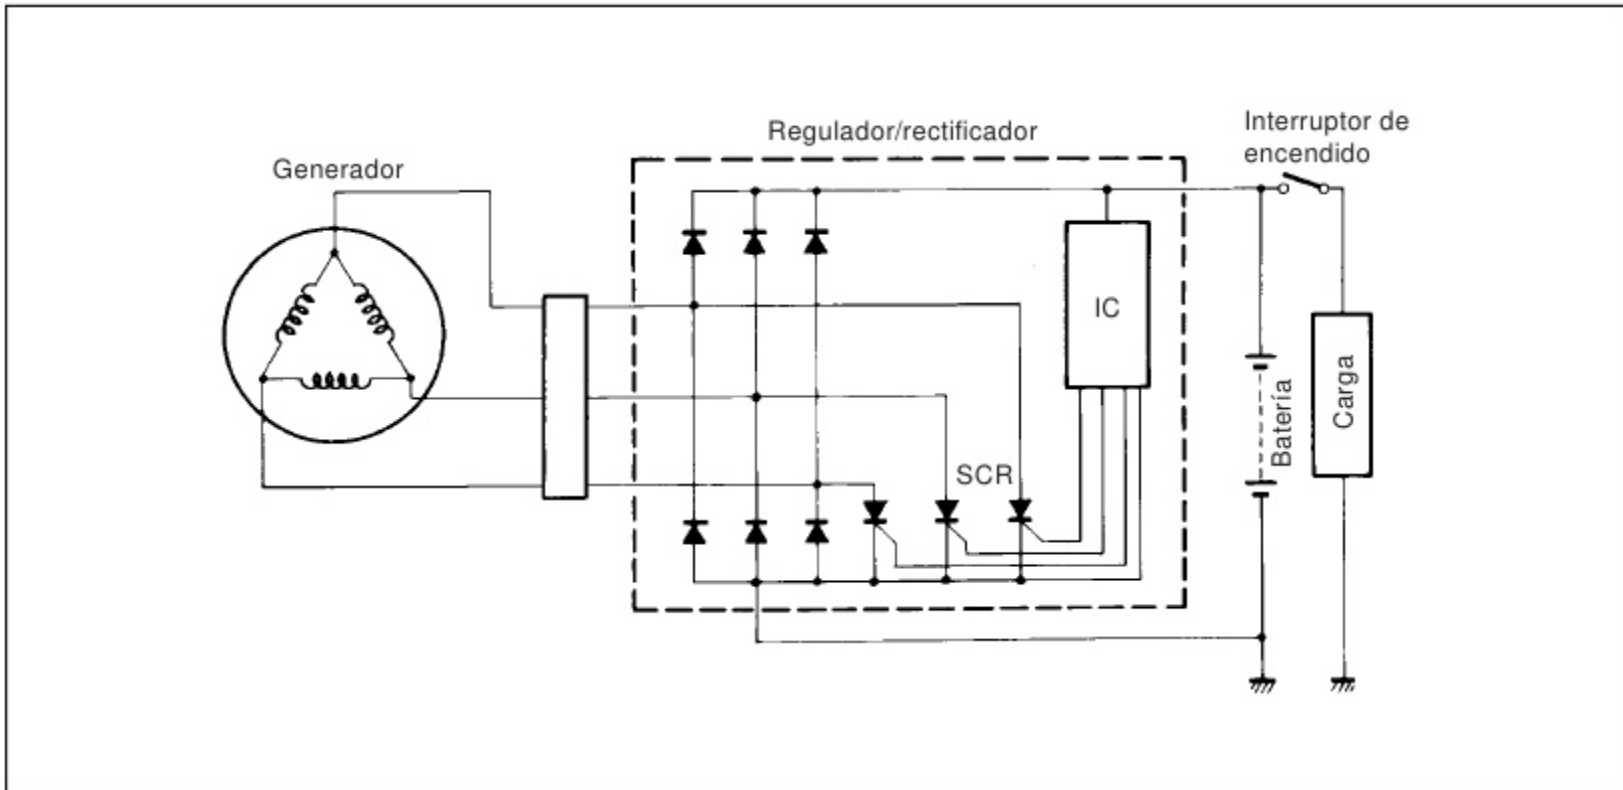 Generador
Regulador/rectificador
Interruptor de
encendido
IC
SCR
Batería
Carga